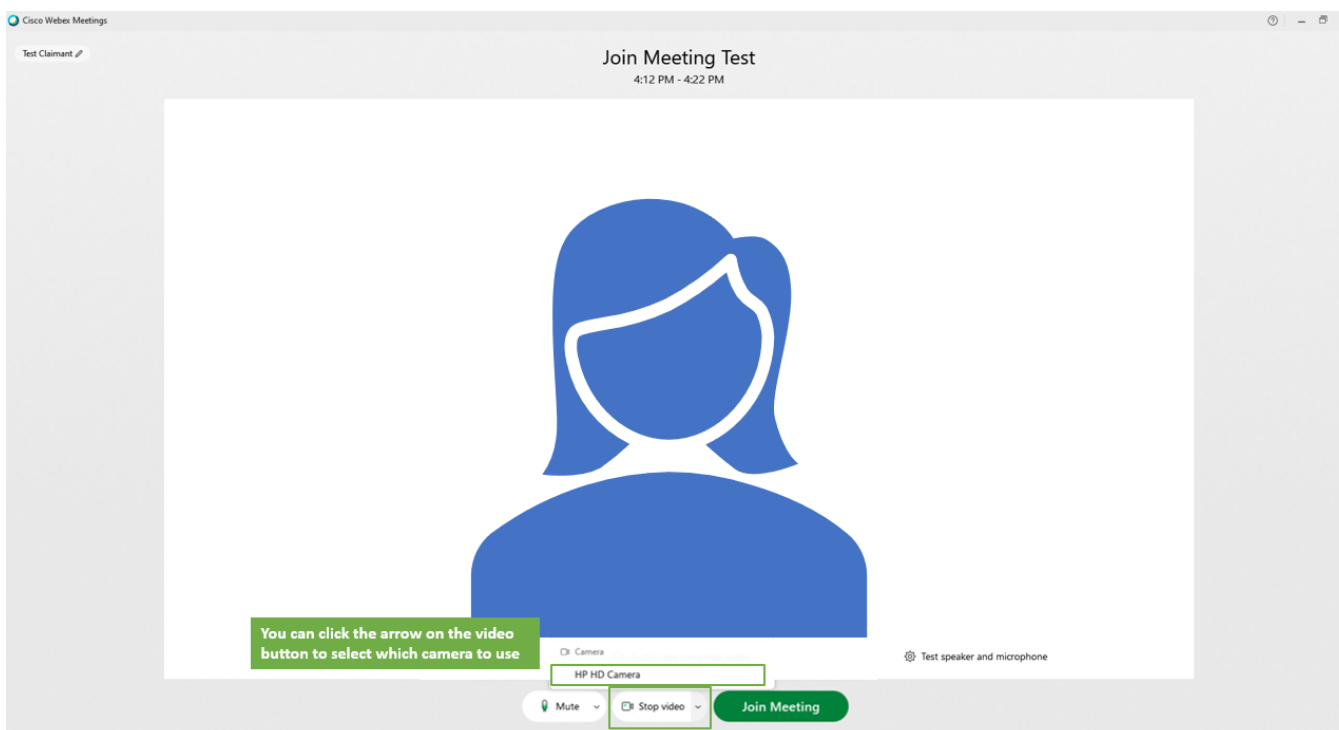 Cisco Webex Meetings
Test Claimant
Join Meeting Test
4:12 PM - 4:22 PM
You can click the arrow on the video
button to select which camera to use
Camera
HP HD Camera
Test speaker and microphone
Mute
Stop video
Join Meeting